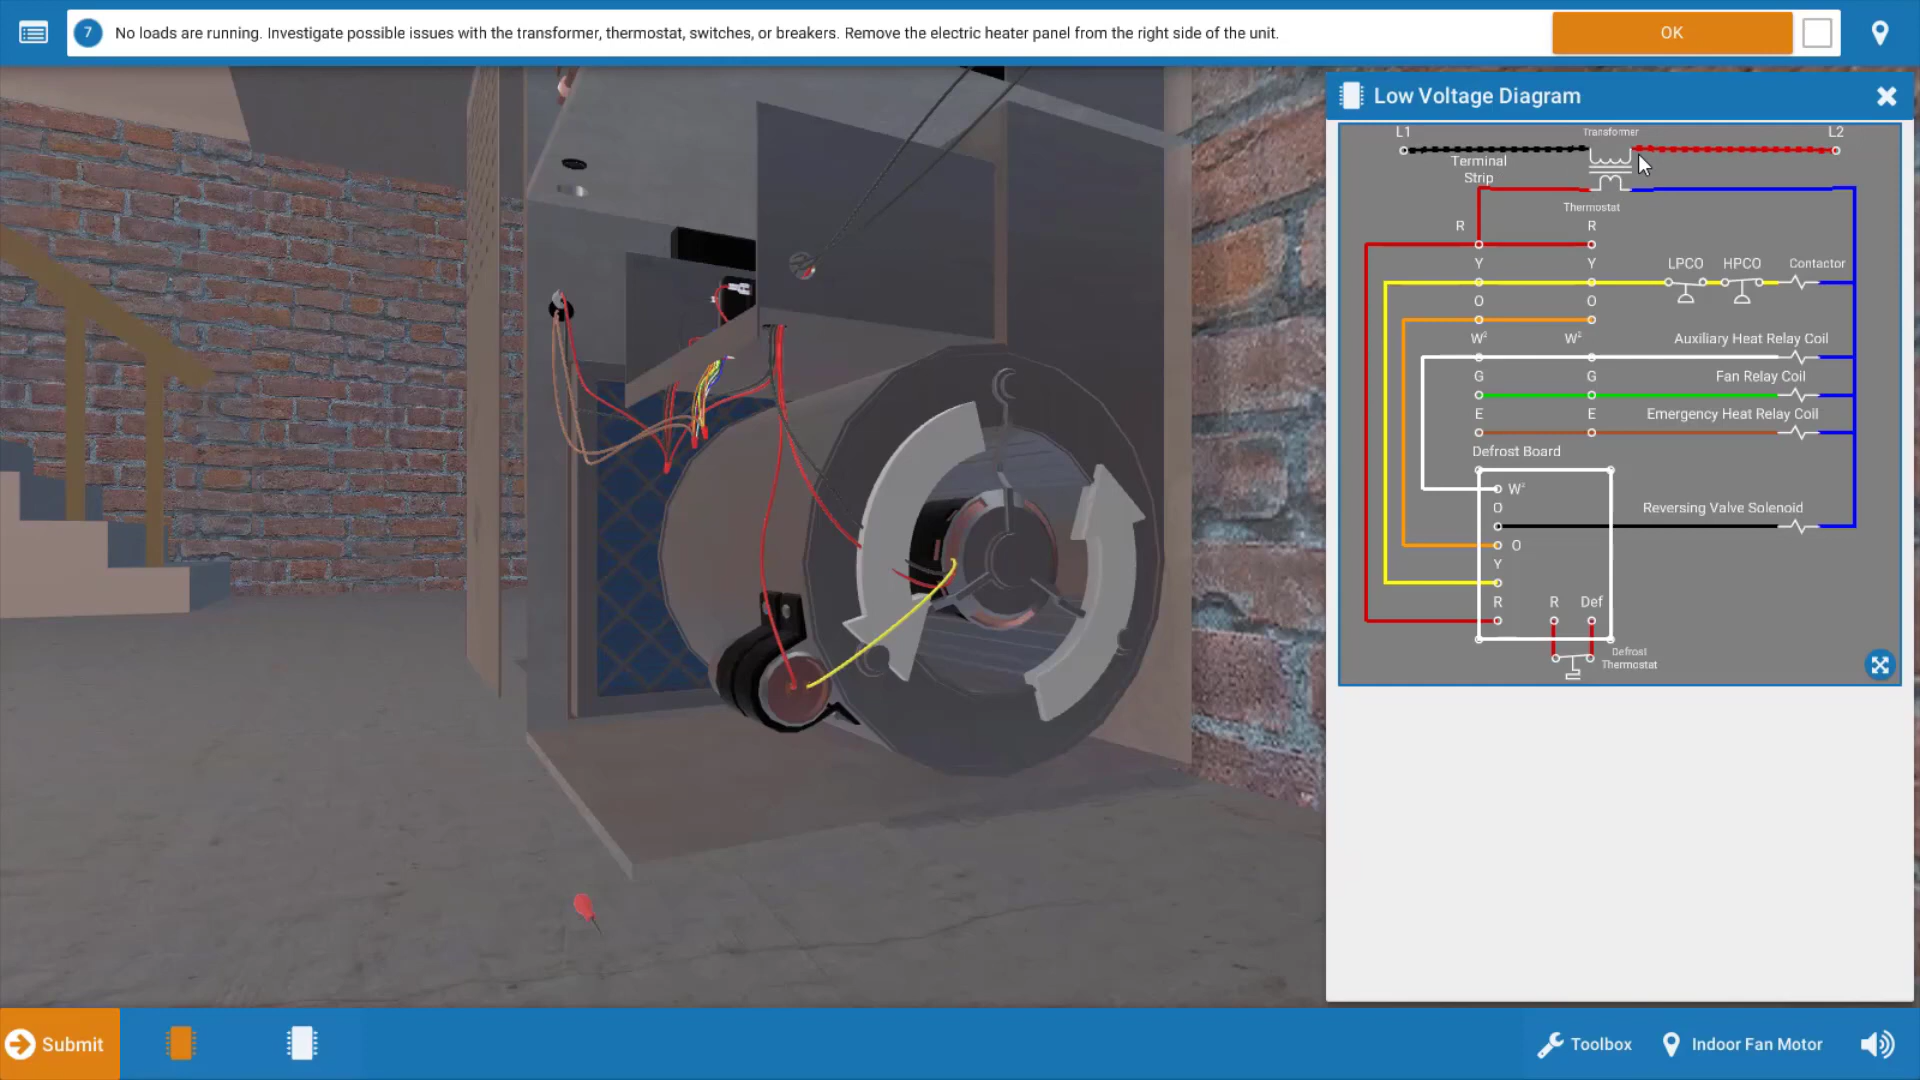 7 No loads are running. Investigate possible issues with the transformer, thermostat, switches, or breakers. Remove the electric heater panel from the right side of the unit.
OK
Low Voltage Diagram
L1 Transformer L2
Terminal
Strip
Thermostat
R R
Y Y LPCO HPCO Contactor
O O
W² W² Auxiliary Heat Relay Coil
G G Fan Relay Coil
E E Emergency Heat Relay Coil
Defrost Board
W²
O Reversing Valve Solenoid
O
Y
R R Def
Defrost
Thermostat
Submit
Toolbox
Indoor Fan Motor